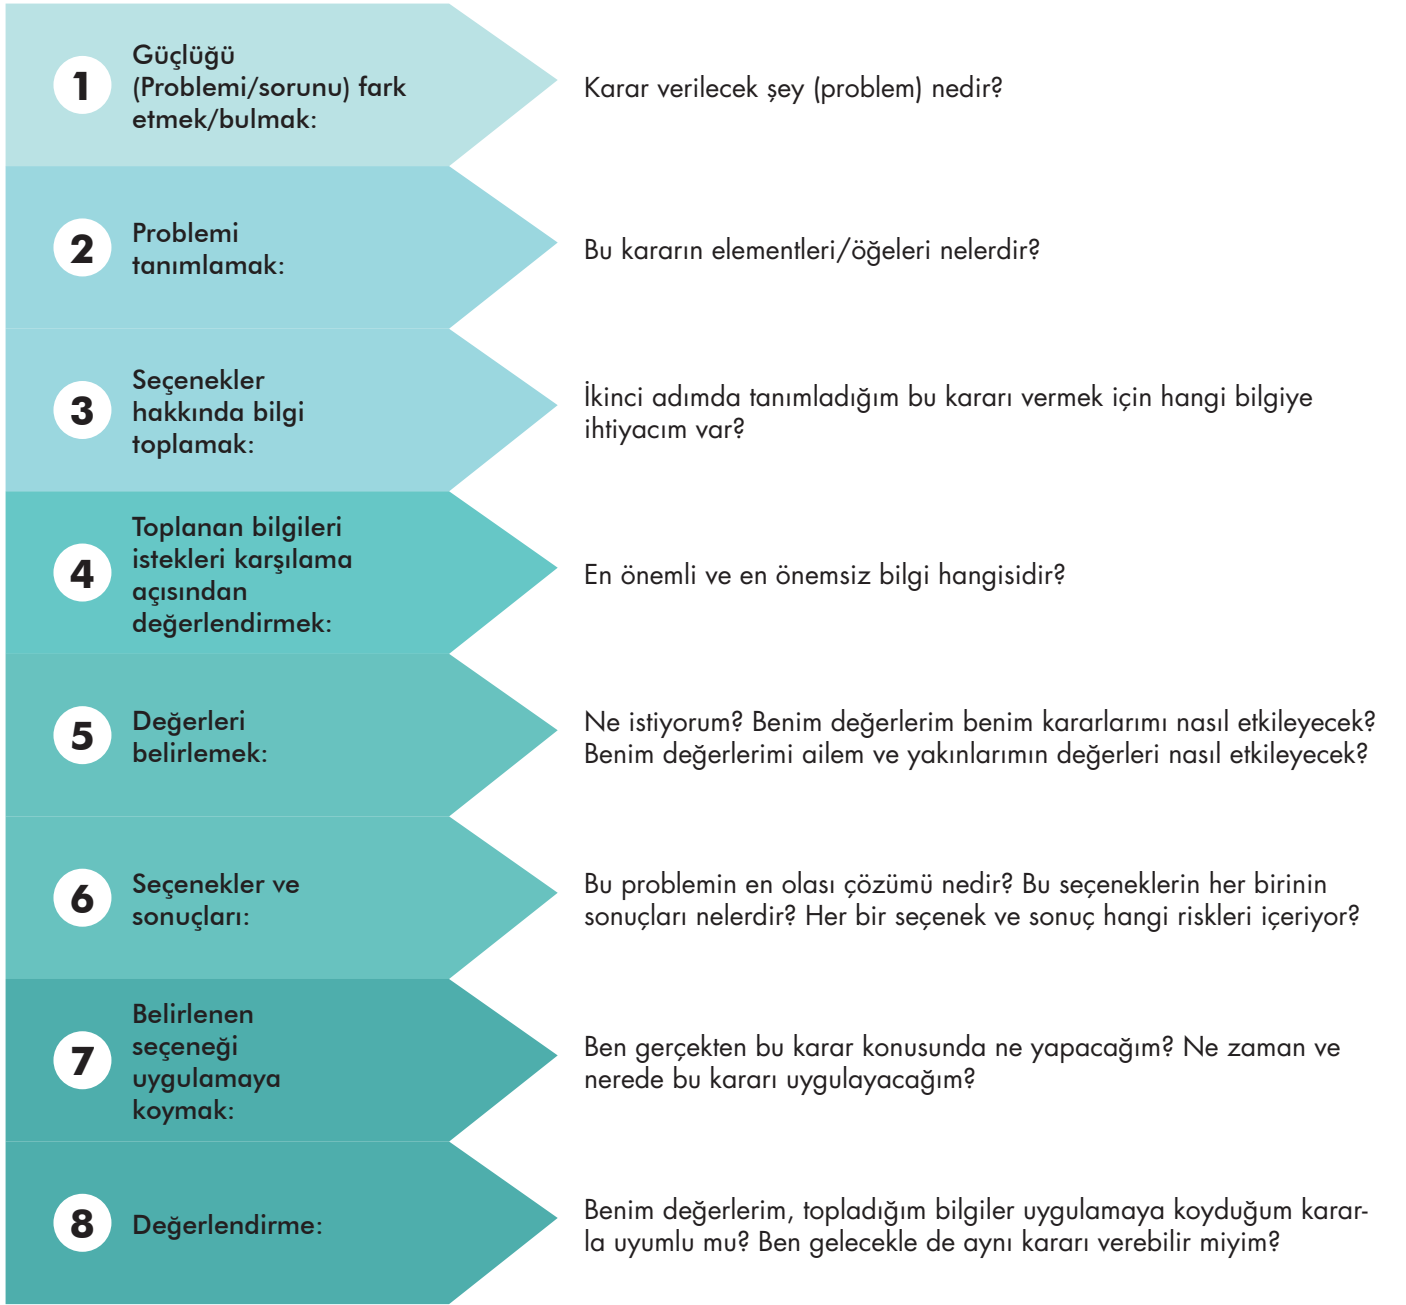 1
Güçlüğü
(Problemi/sorunu) fark
etmek/bulmak:
Karar verilecek şey (problem) nedir?
2
Problemi
tanımlamak:
Bu kararın elementleri/öğeleri nelerdir?
3
Seçenekler
hakkında bilgi
toplamak:
İkinci adımda tanımladığım bu kararı vermek için hangi bilgiye
ihtiyacım var?
4
Toplanan bilgileri
istekleri karşılama
açısından
değerlendirmek:
En önemli ve en önemsiz bilgi hangisidir?
5
Değerleri
belirlemek:
Ne istiyorum? Benim değerlerim benim kararlarımı nasıl etkileyecek?
Benim değerlerimi ailem ve yakınlarımın değerleri nasıl etkileyecek?
6
Seçenekler ve
sonuçları:
Bu problemin en olası çözümü nedir? Bu seçeneklerin her birinin
sonuçları nelerdir? Her bir seçenek ve sonuç hangi riskleri içeriyor?
7
Belirlenen
seçeneği
uygulamaya
koymak:
Ben gerçekten bu karar konusunda ne yapacağım? Ne zaman ve
nerede bu kararı uygulayacağım?
8
Değerlendirme:
Benim değerlerim, topladığım bilgiler uygulamaya koyduğum karar-
la uyumlu mu? Ben gelecekle de aynı kararı verebilir miyim?